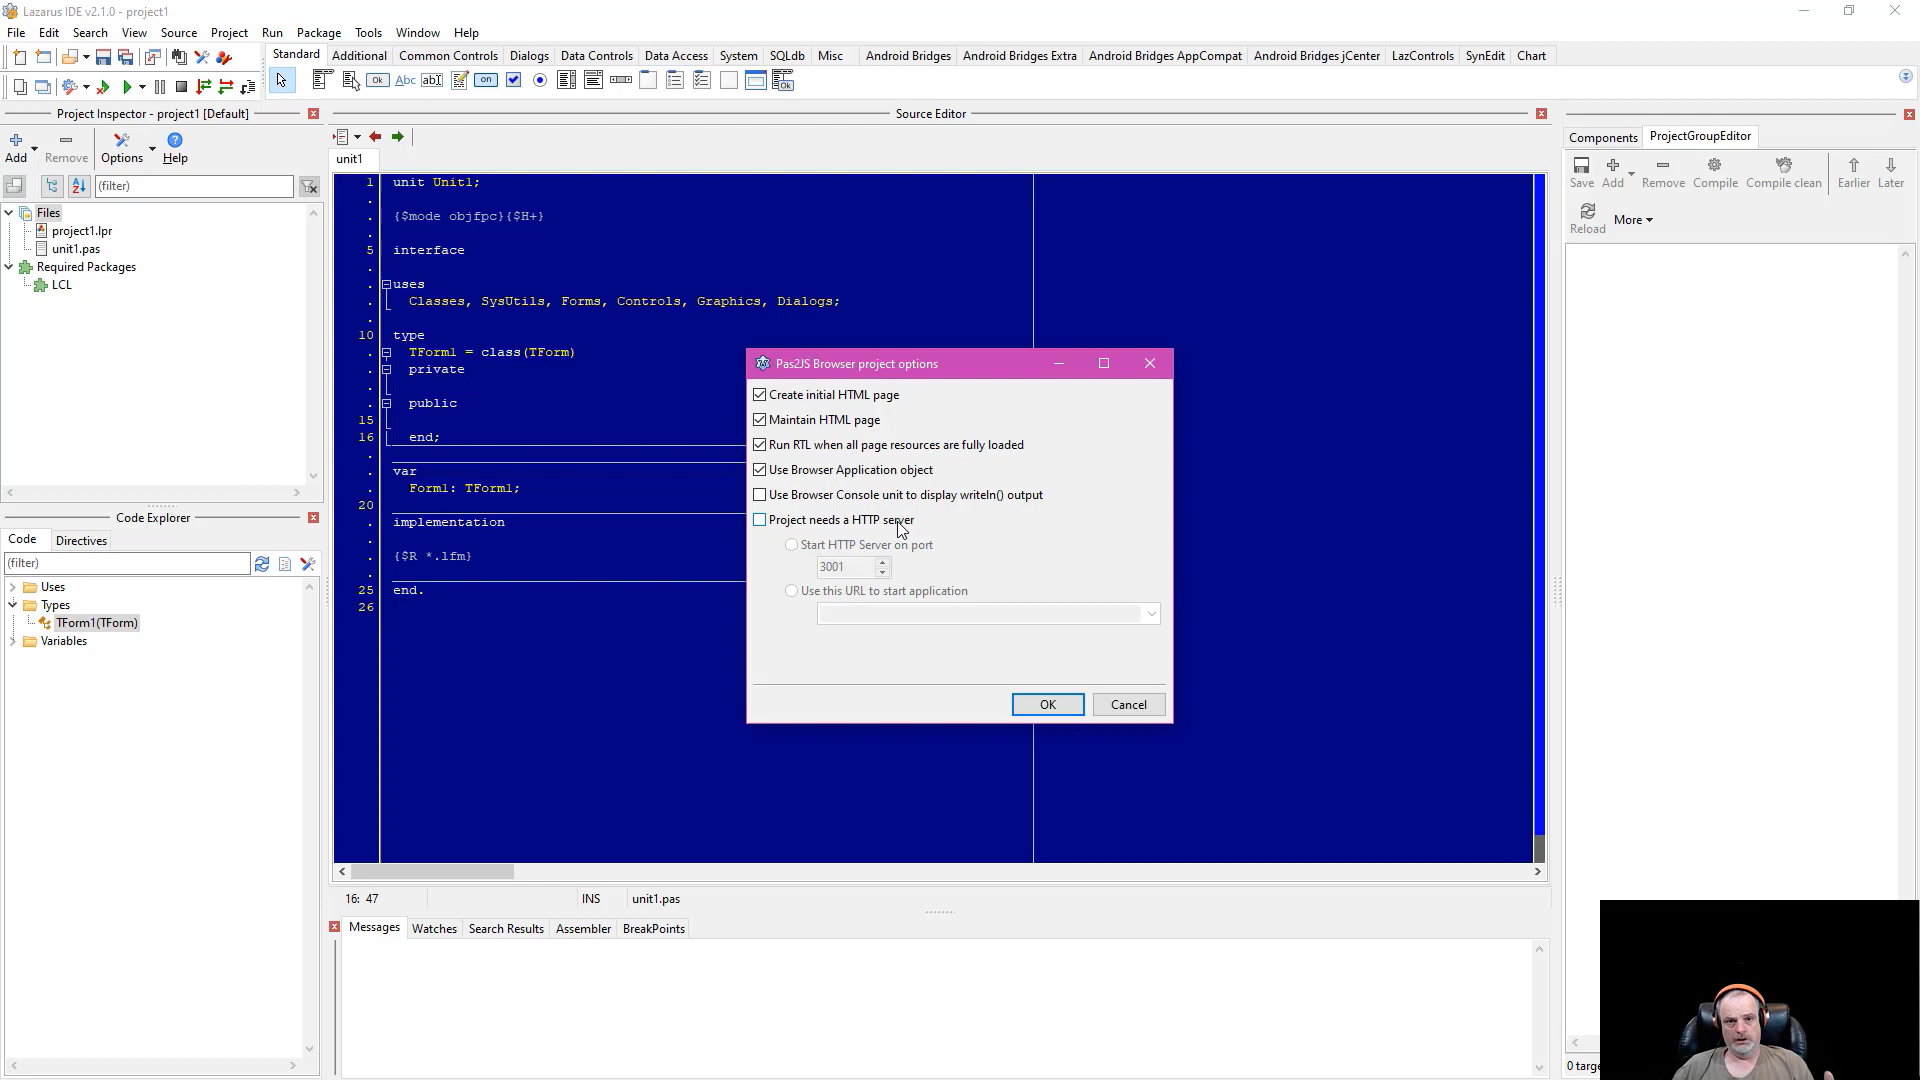 Lazarus IDE v2.1.0 - project1
File Edit Search View Source Project Run Package Tools Window Help
Standard Additional Common Controls Dialogs Data Controls Data Access System SQLdb Misc Android Bridges Android Bridges Extra Android Bridges AppCompat Android Bridges jCenter LazControls SynEdit Chart
Ok Abc abI on Ok
Project Inspector - project1 [Default]
Add Remove Options Help
(filter)
Files
project1.lpr
unit1.pas
Required Packages
LCL
Code Explorer
Code Directives
(filter)
Uses
Types
TForm1(TForm)
Variables
Source Editor
unit1
1 unit Unit1;
{$mode objfpc}{$H+}
5 interface
uses
Classes, SysUtils, Forms, Controls, Graphics, Dialogs;
10 type
TForm1 = class(TForm)
private
public
15
16 end;
var
Form1: TForm1;
20
implementation
{$R *.lfm}
25 end.
26
Pas2JS Browser project options
Create initial HTML page
Maintain HTML page
Run RTL when all page resources are fully loaded
Use Browser Application object
Use Browser Console unit to display writeln() output
Project needs a HTTP server
Start HTTP Server on port
3001
Use this URL to start application
OK Cancel
16: 47 INS unit1.pas
Messages Watches Search Results Assembler BreakPoints
Components ProjectGroupEditor
Save Add Remove Compile Compile clean Earlier Later
Reload More
0